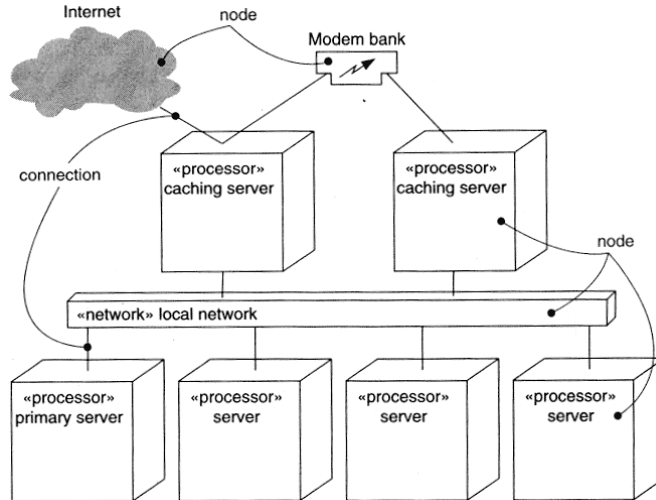 Internet
node
Modem bank
connection
«processor»
caching server
«processor»
caching server
node
«network» local network
«processor»
primary server
«processor»
server
«processor»
server
«processor»
server